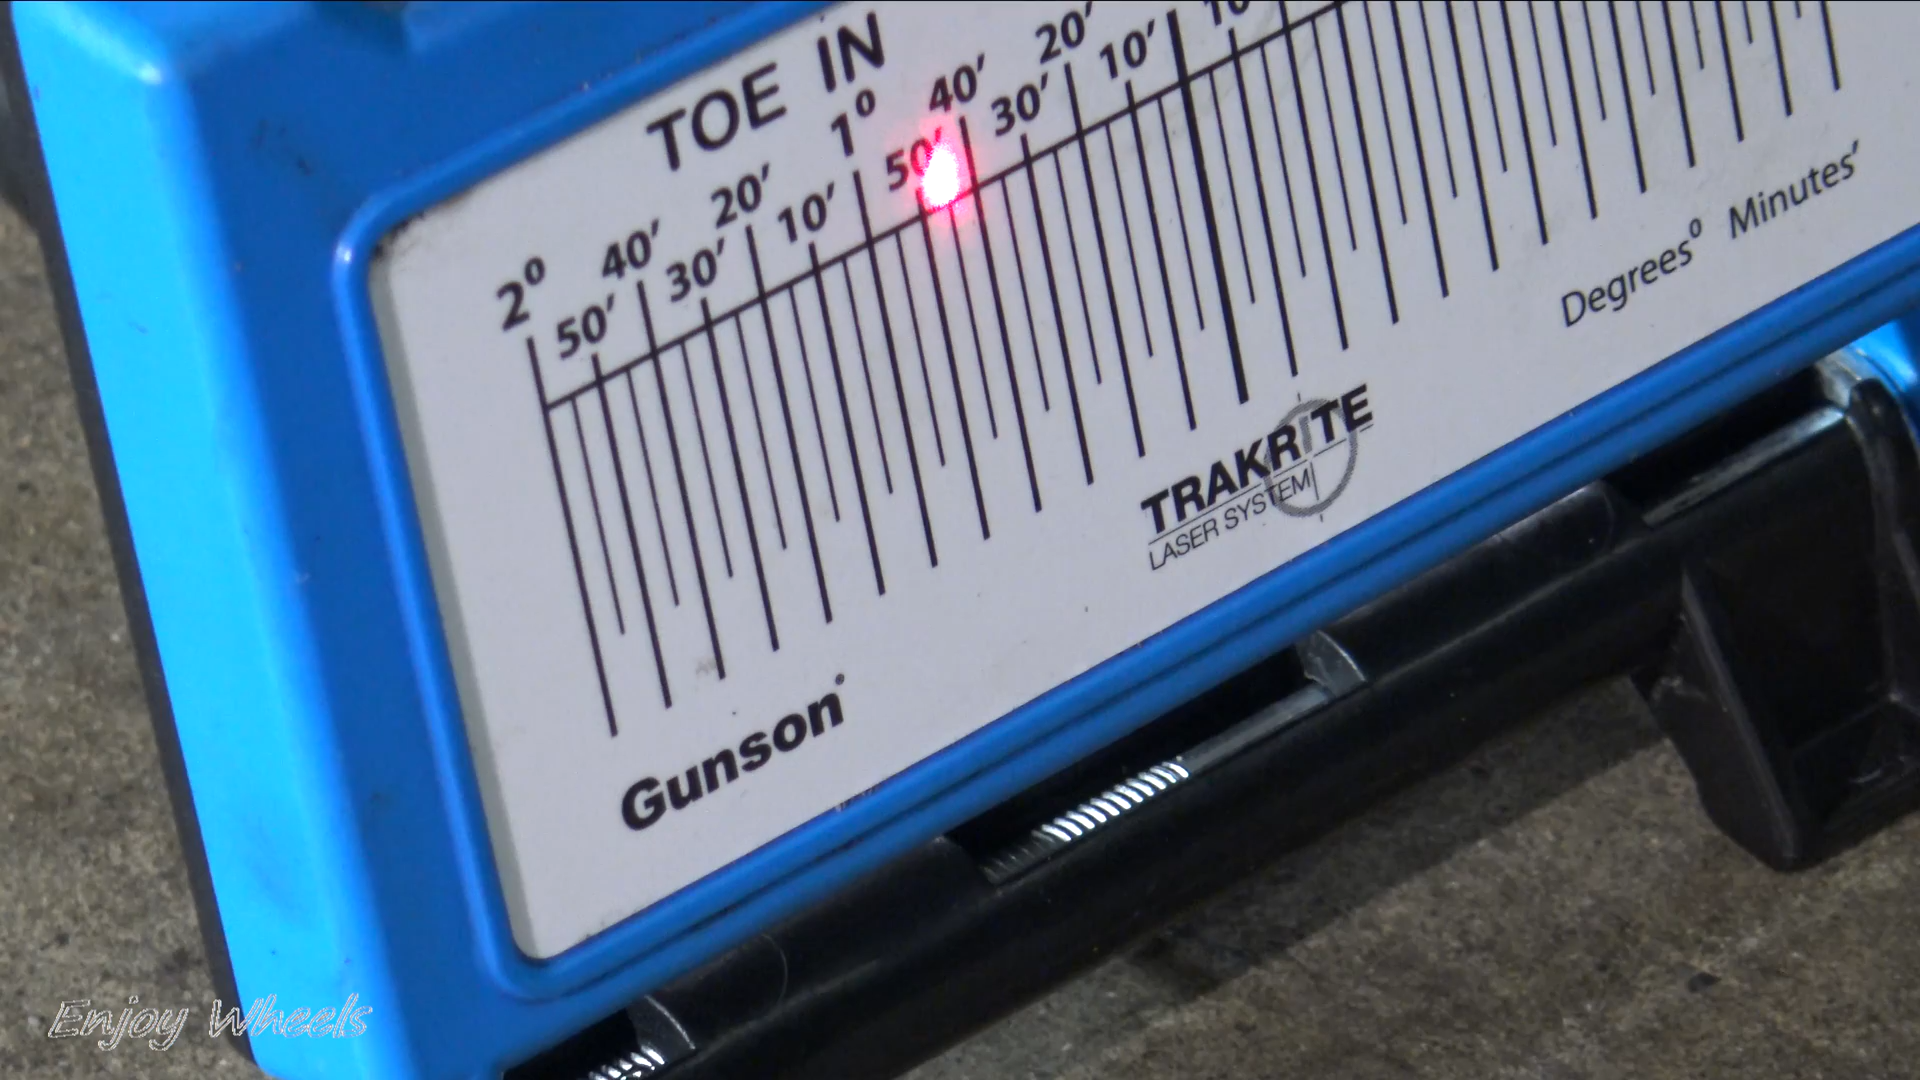 TOE IN
2° 50′ 40′ 30′ 20′ 10′ 1° 50′ 40′ 30′ 20′ 10′ 10
Degrees° Minutes′
TRAKRITE
LASER SYSTEM
Gunson
Enjoy Wheels